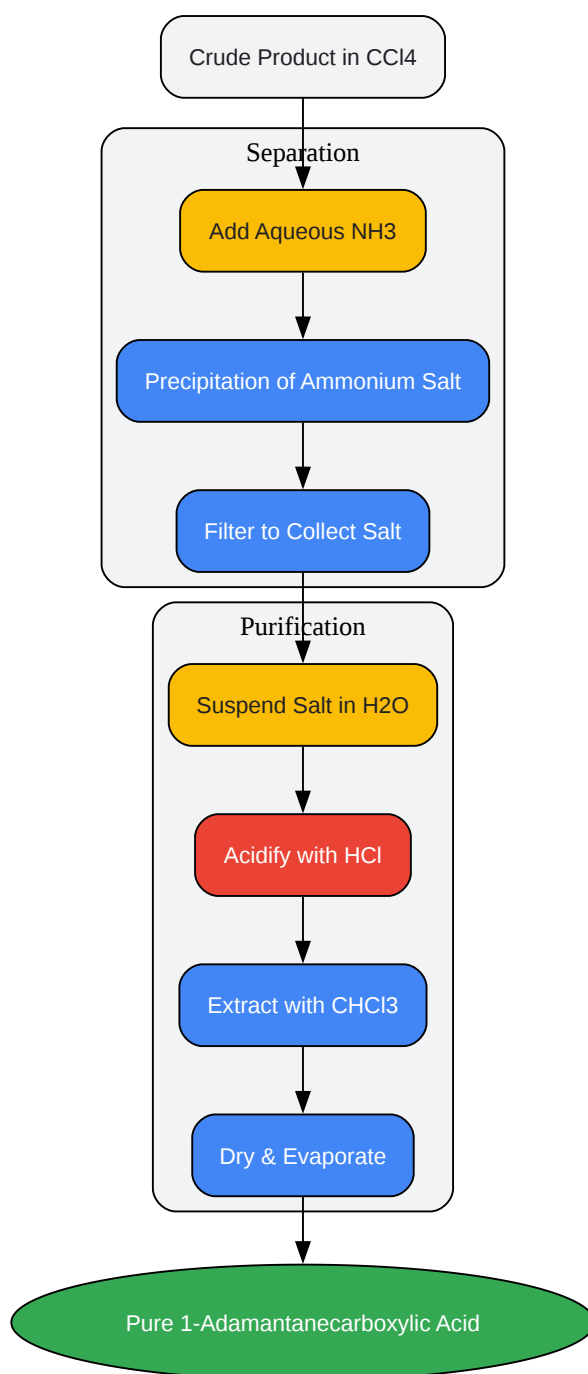 Crude Product in CCl4
Separation
Add Aqueous NH3
Precipitation of Ammonium Salt
Filter to Collect Salt
Purification
Suspend Salt in H2O
Acidify with HCl
Extract with CHCl3
Dry & Evaporate
Pure 1-Adamantanecarboxylic Acid